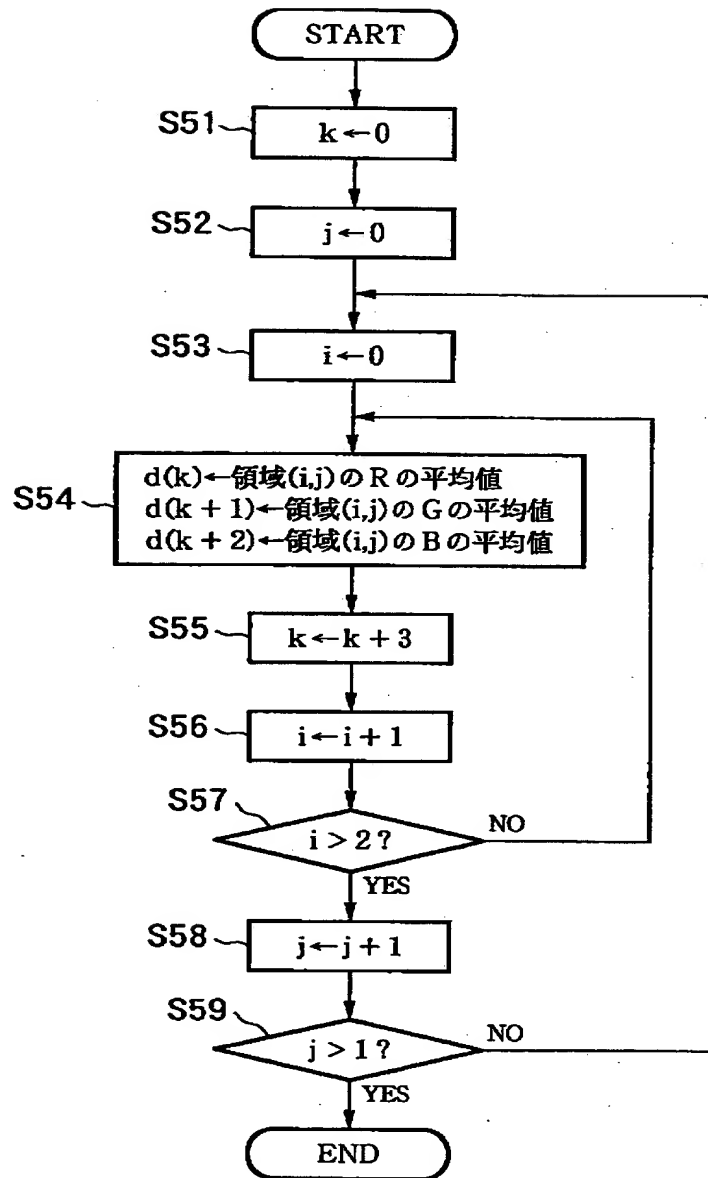 START
S51
k←0
S52
j←0
S53
i←0
S54
d(k)←領域(i,j)のRの平均値
d(k + 1)←領域(i,j)のGの平均値
d(k + 2)←領域(i,j)のBの平均値
S55
k←k + 3
S56
i←i + 1
S57
i > 2 ?
NO
YES
S58
j←j + 1
S59
j > 1 ?
NO
YES
END